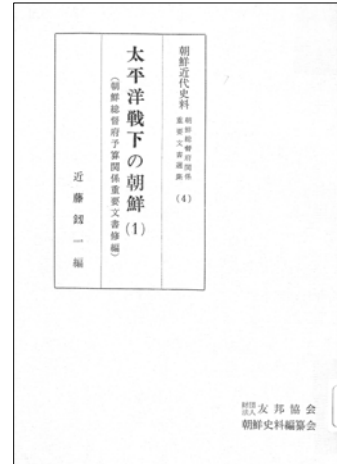 朝鮮近代史料
朝鮮総督府関係
重要文書選集
(4)
太平洋戦下の朝鮮(1)
(朝鮮総督府予算関係重要文書修編)
近藤釼一編
財団法人 友邦協会
朝鮮史料編纂会